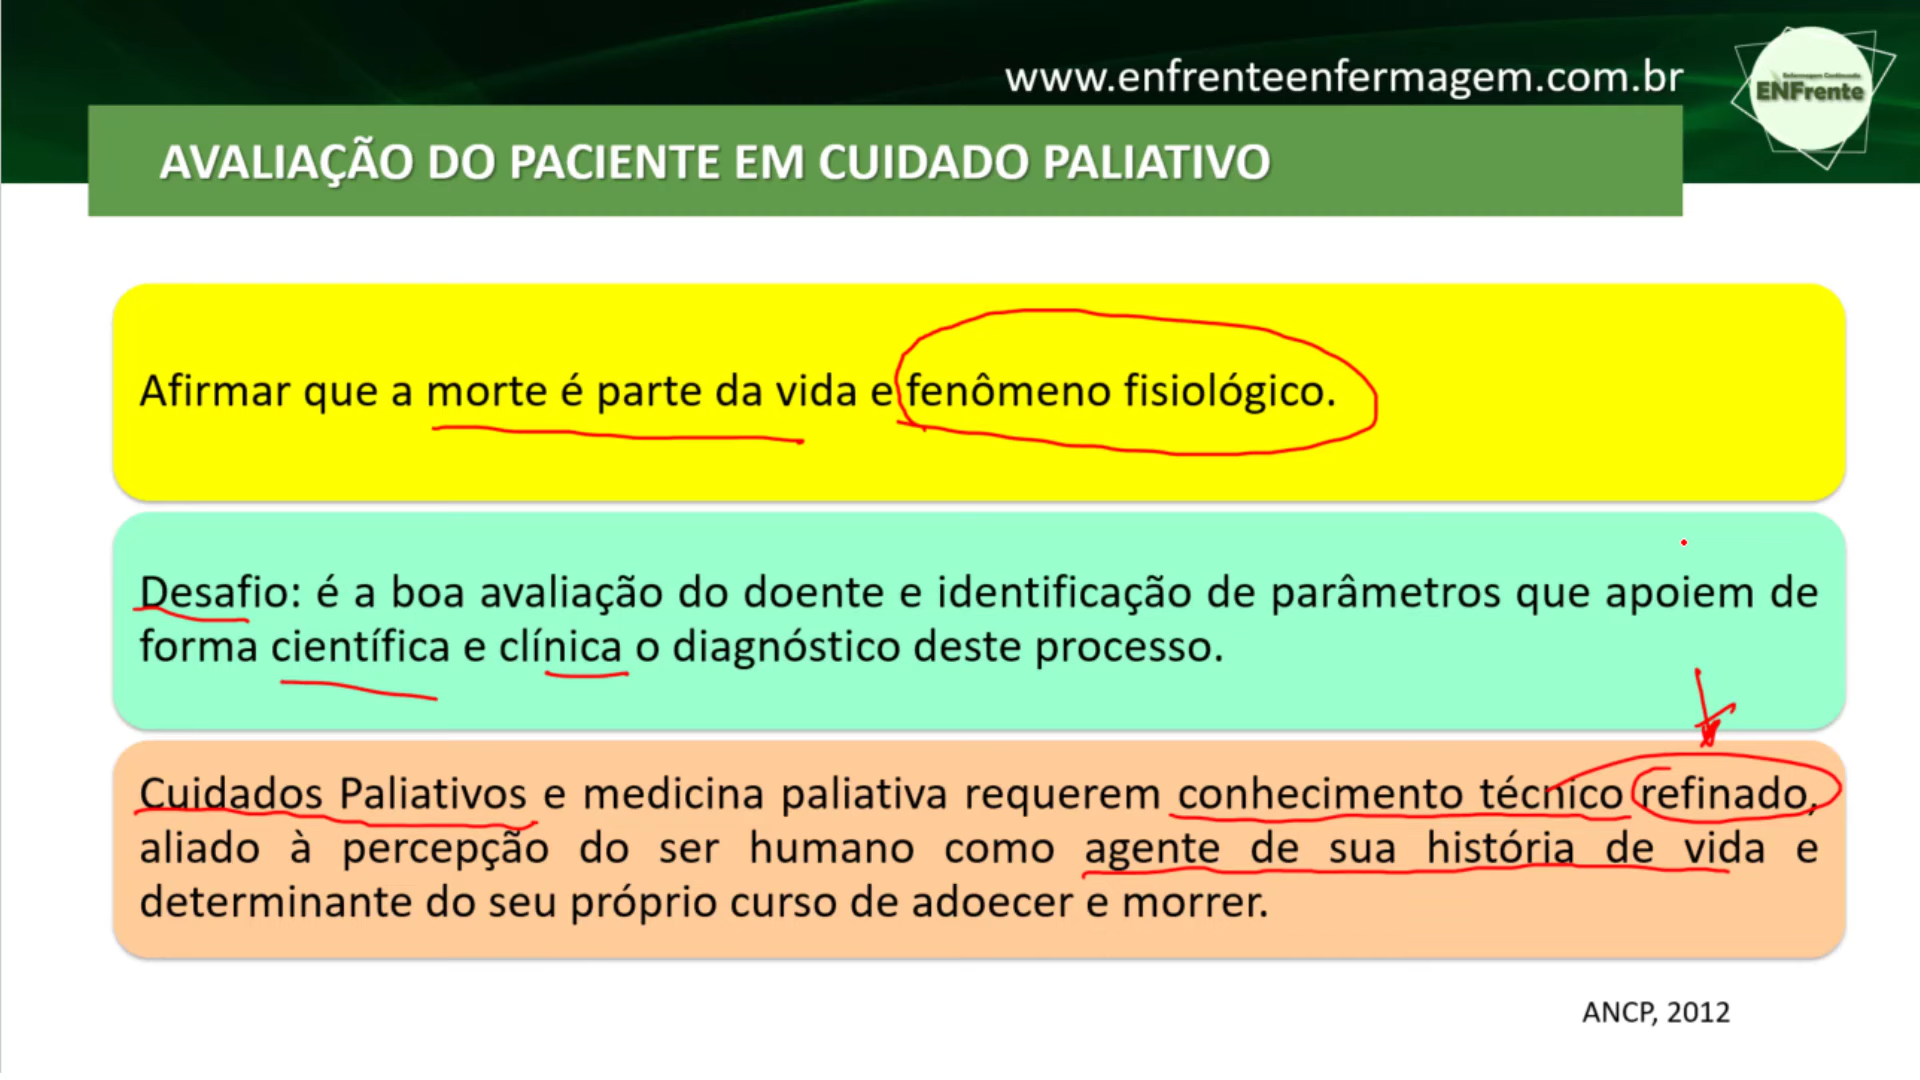 www.enfrenteenfermagem.com.br
Enfermagem Continuada
ENFrente
AVALIAÇÃO DO PACIENTE EM CUIDADO PALIATIVO
Afirmar que a morte é parte da vida e fenômeno fisiológico.
Desafio: é a boa avaliação do doente e identificação de parâmetros que apoiem de
forma científica e clínica o diagnóstico deste processo.
Cuidados Paliativos e medicina paliativa requerem conhecimento técnico refinado,
aliado à percepção do ser humano como agente de sua história de vida e
determinante do seu próprio curso de adoecer e morrer.
ANCP, 2012